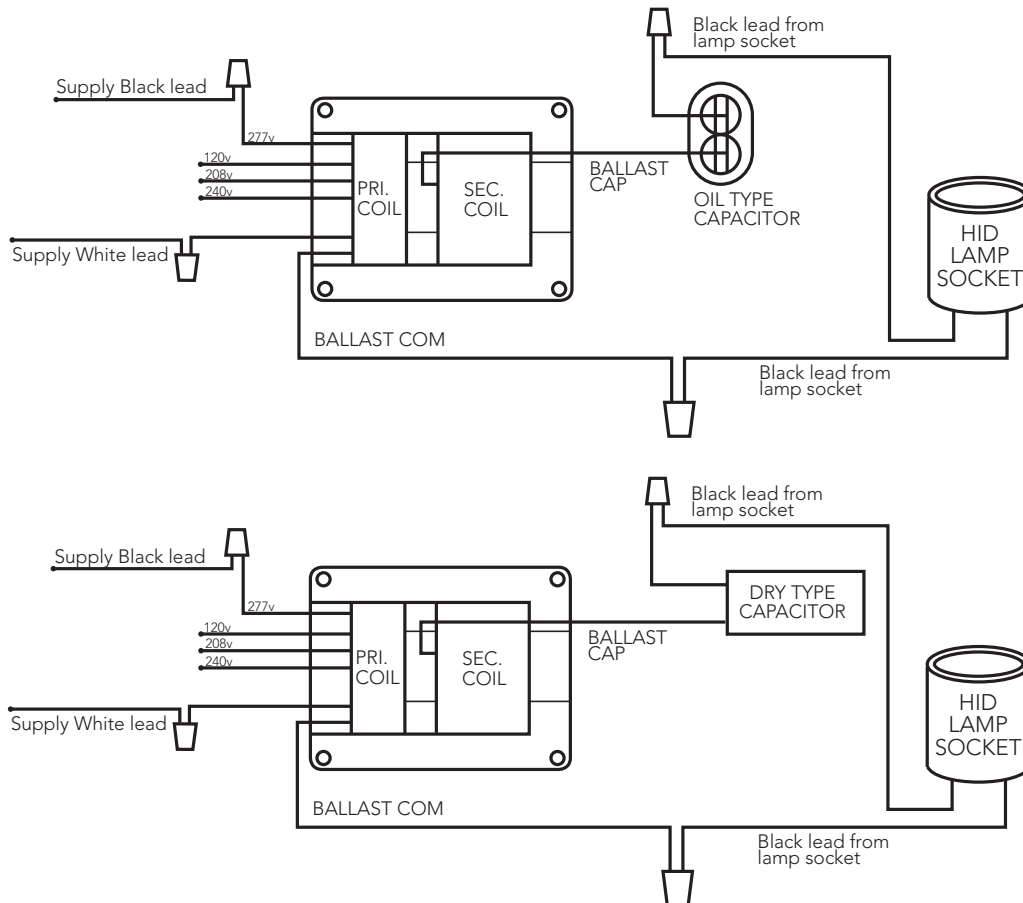 Black lead from
lamp socket
Supply Black lead
277v
120v
208v
240v
PRI.
COIL
SEC.
COIL
BALLAST
CAP
OIL TYPE
CAPACITOR
Supply White lead
HID
LAMP
SOCKET
BALLAST COM
Black lead from
lamp socket
Black lead from
lamp socket
Supply Black lead
277v
120v
208v
240v
PRI.
COIL
SEC.
COIL
BALLAST
CAP
DRY TYPE
CAPACITOR
Supply White lead
HID
LAMP
SOCKET
BALLAST COM
Black lead from
lamp socket